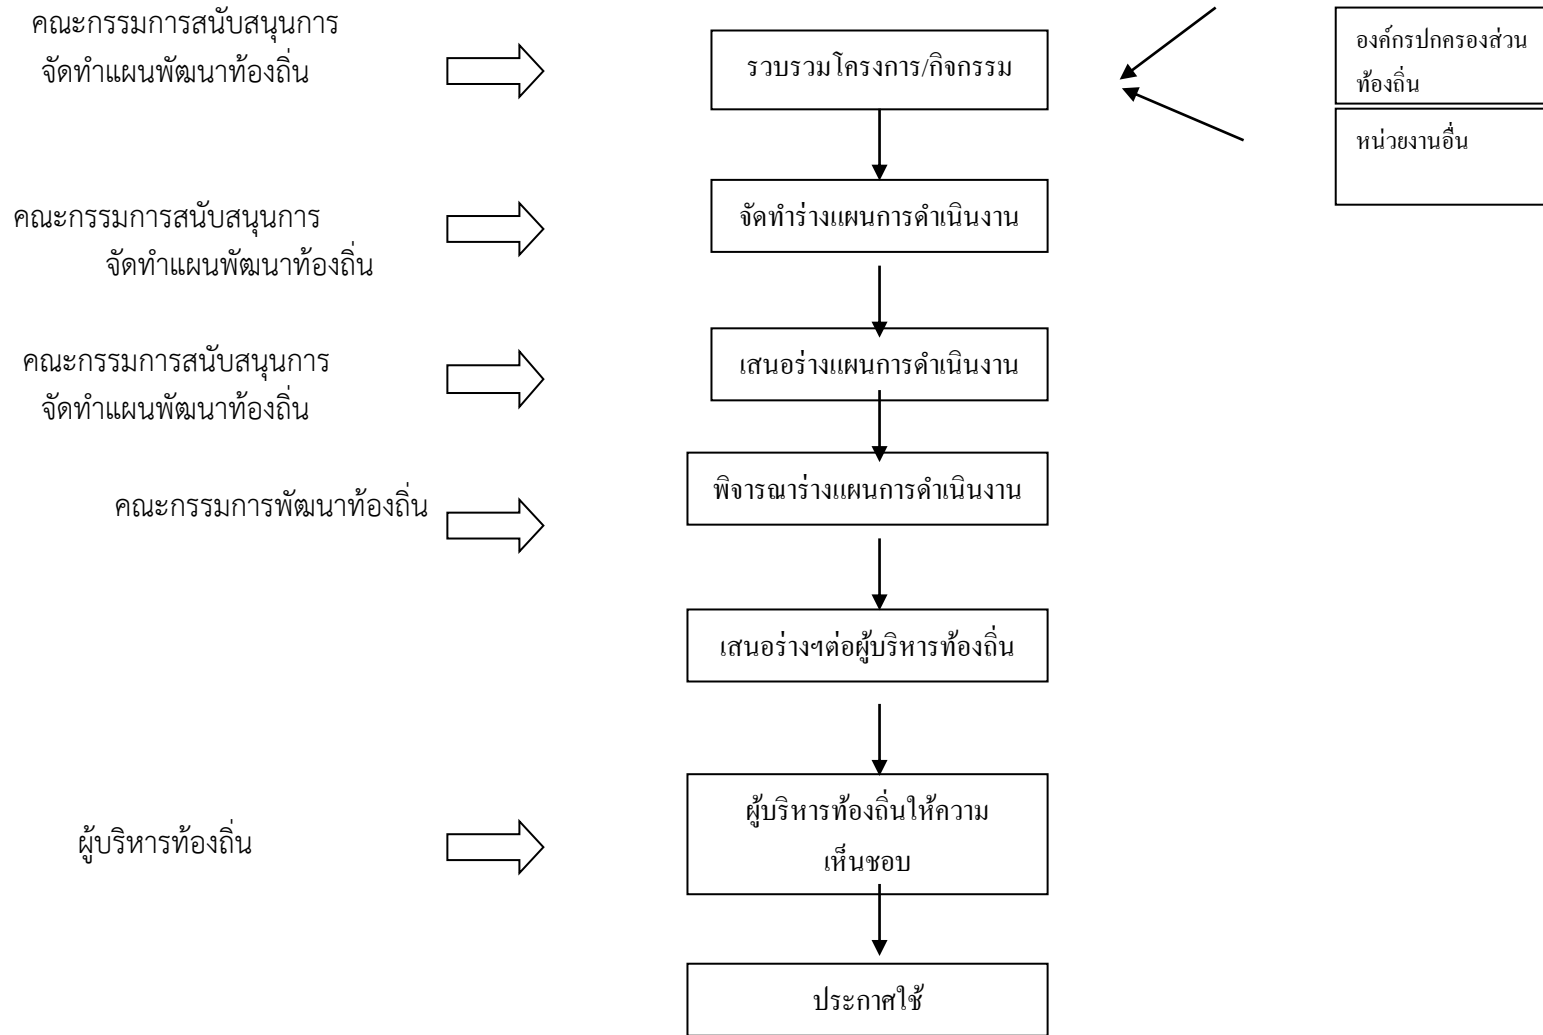 คณะกรรมการสนับสนุนการ
จัดทำแผนพัฒนาท้องถิ่น
รวบรวมโครงการ/กิจกรรม
องค์กรปกครองส่วน
ท้องถิ่น
หน่วยงานอื่น
คณะกรรมการสนับสนุนการ
จัดทำแผนพัฒนาท้องถิ่น
จัดทำร่างแผนการดำเนินงาน
คณะกรรมการสนับสนุนการ
จัดทำแผนพัฒนาท้องถิ่น
เสนอร่างแผนการดำเนินงาน
คณะกรรมการพัฒนาท้องถิ่น
พิจารณาร่างแผนการดำเนินงาน
เสนอร่างฯต่อผู้บริหารท้องถิ่น
ผู้บริหารท้องถิ่น
ผู้บริหารท้องถิ่นให้ความ
เห็นชอบ
ประกาศใช้